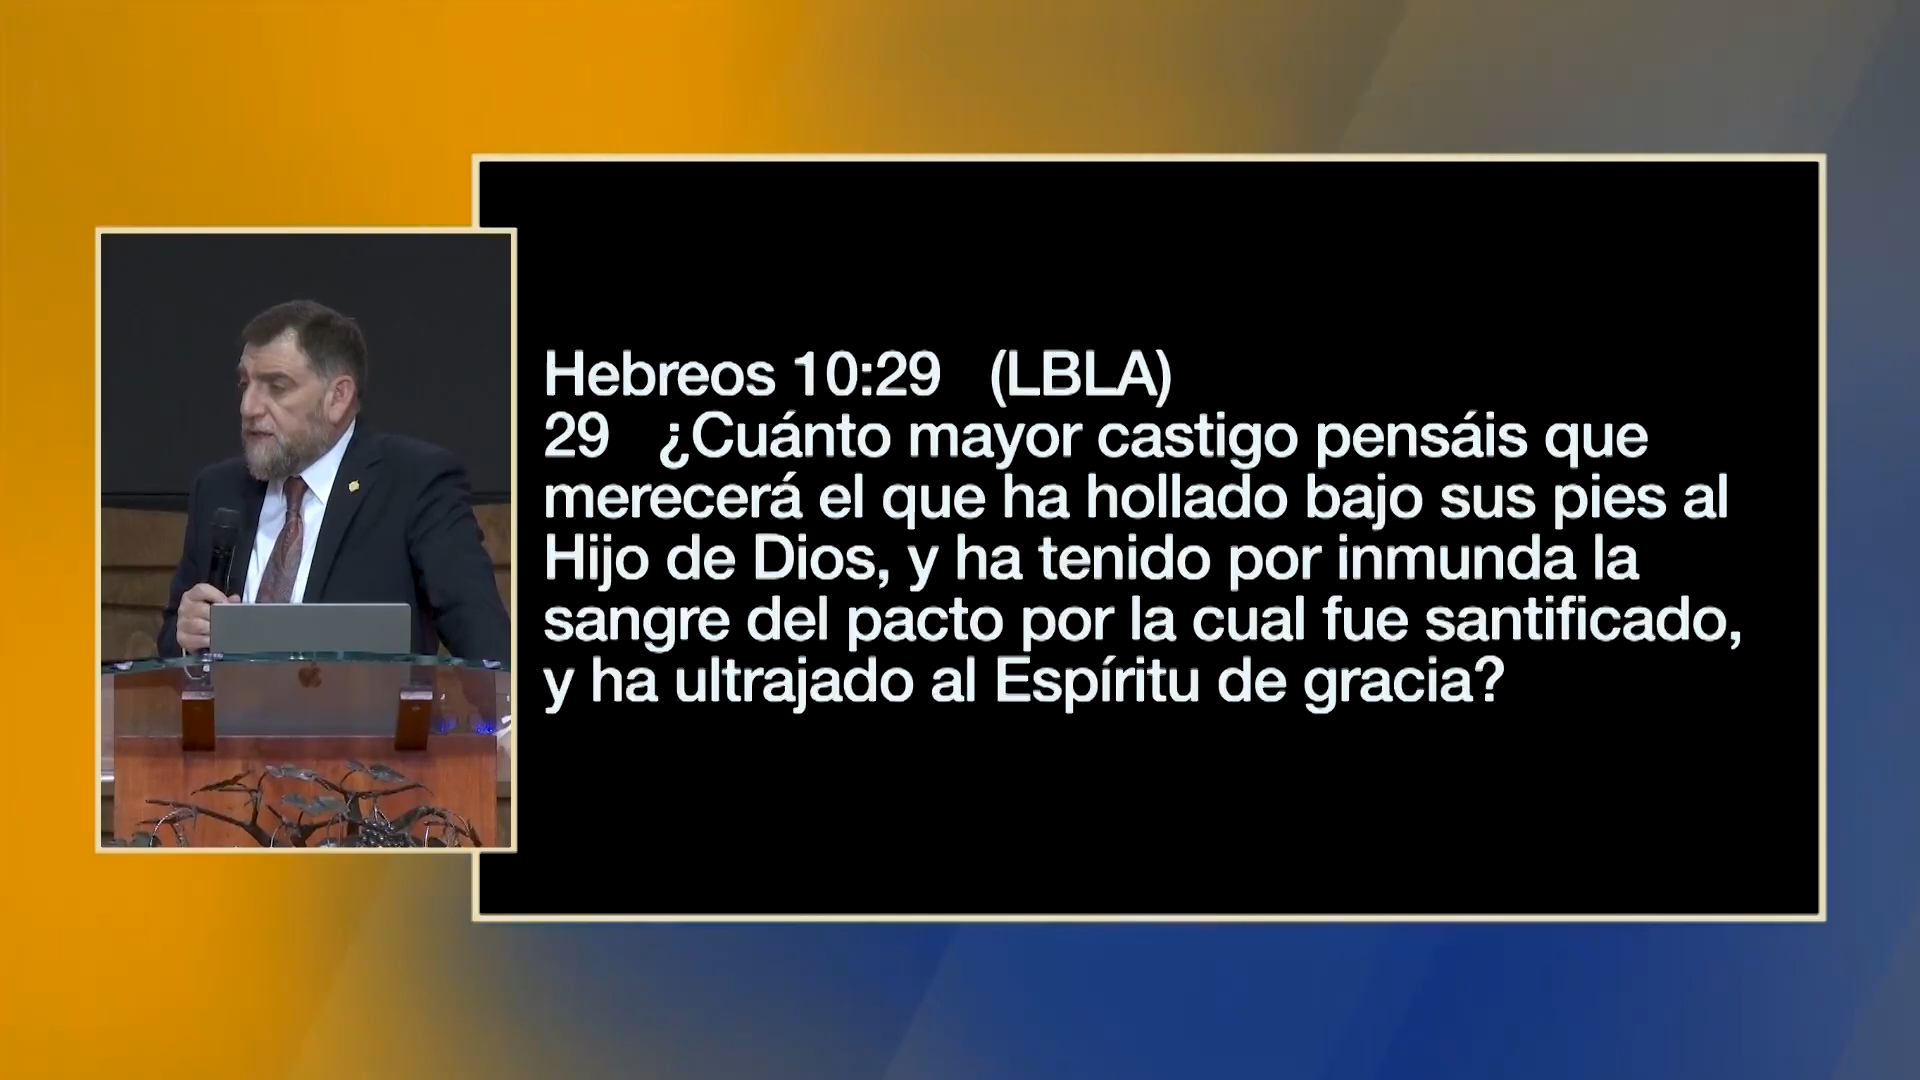 Hebreos 10:29 (LBLA)
29 ¿Cuánto mayor castigo pensáis que
merecerá el que ha hollado bajo sus pies al
Hijo de Dios, y ha tenido por inmunda la
sangre del pacto por la cual fue santificado,
y ha ultrajado al Espíritu de gracia?